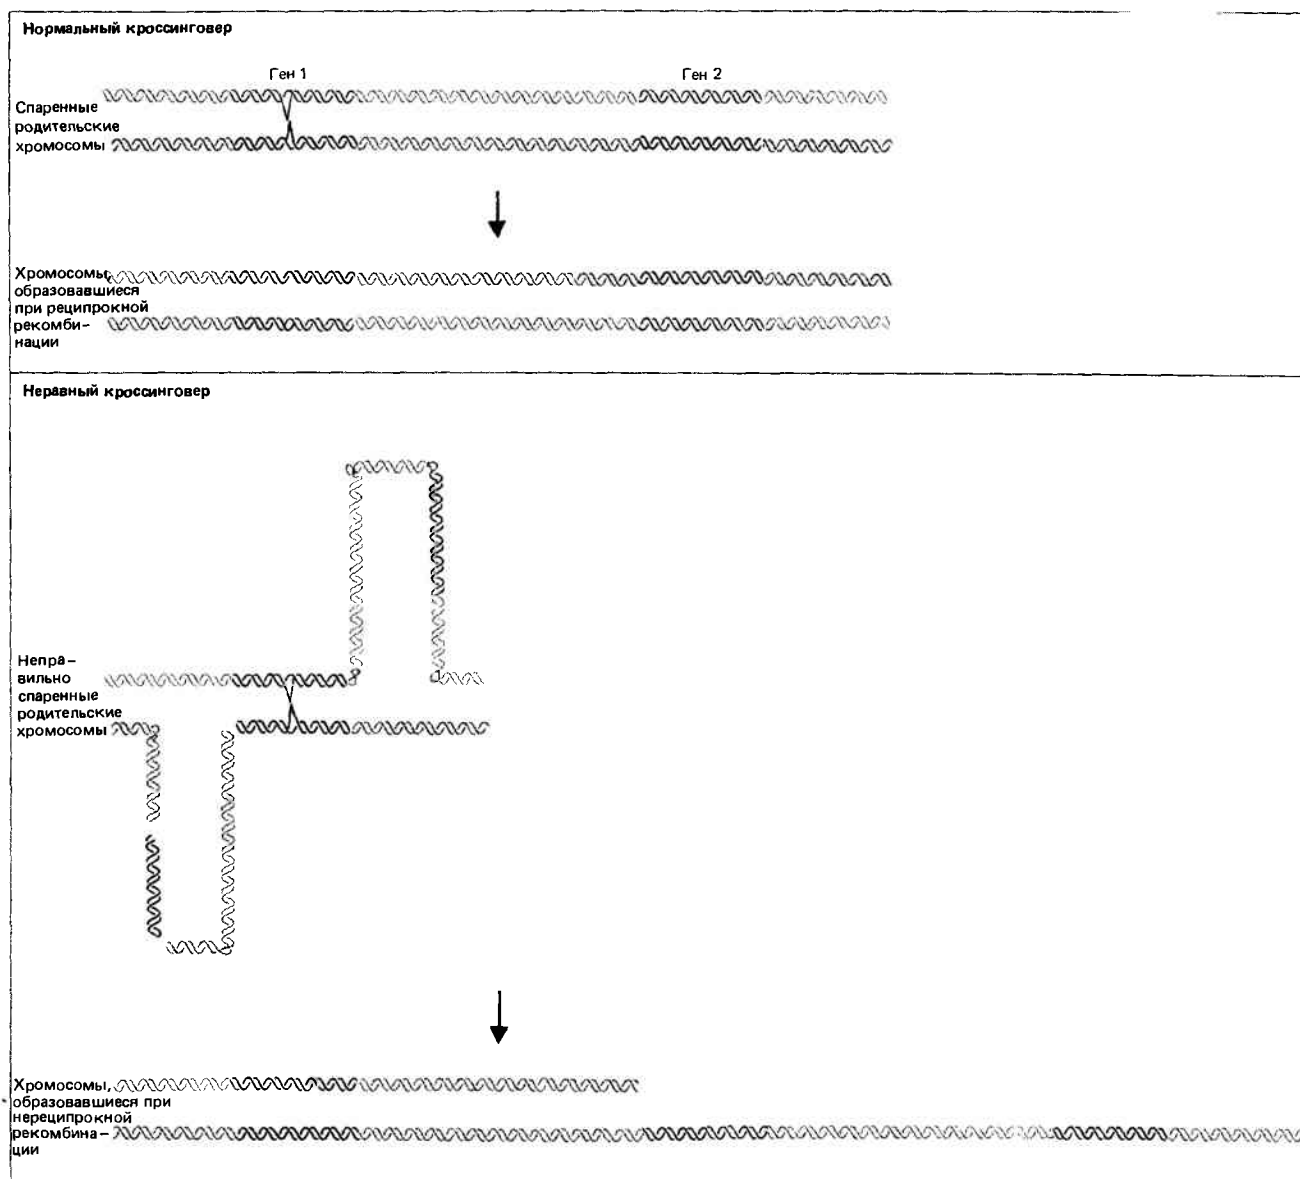 Нормальный кроссинговер
Ген 1
Ген 2
Спаренные
родительские
хромосомы
Хромосомы,
образовавшиеся
при реципрокной
рекомби-
нации
Неравный кроссинговер
Непра-
вильно
спаренные
родительские
хромосомы
Хромосомы,
образовавшиеся при
нереципрокной
рекомбина-
ции